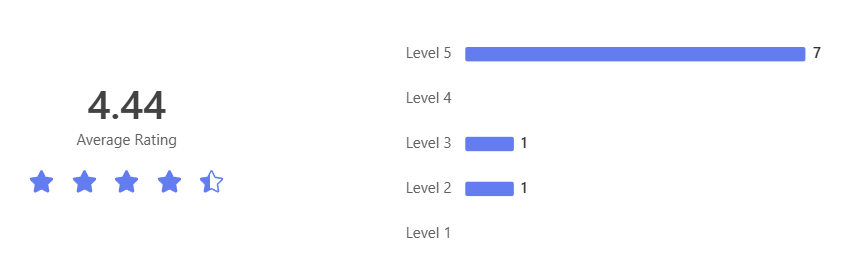 4.44
Average Rating
Level 5 7
Level 4
Level 3 1
Level 2 1
Level 1